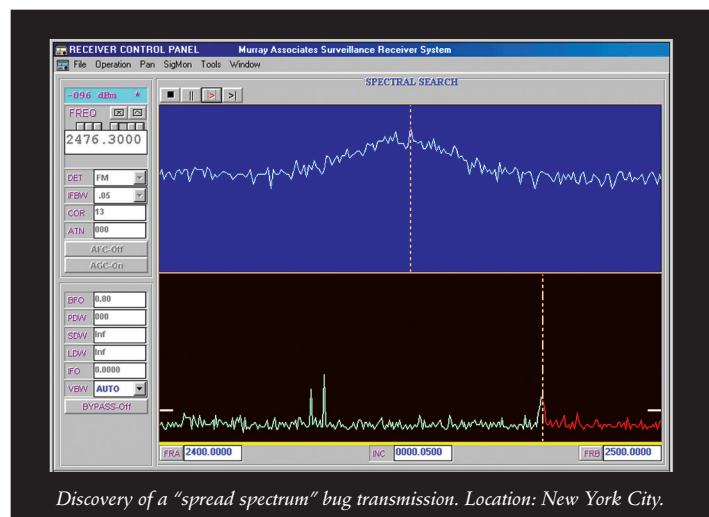 RECEIVER CONTROL PANEL Murray Associates Surveillance Receiver System
File Operation Pan SigMon Tools Window
SPECTRAL SEARCH
-096 dBm *
FREQ
2476.3000
DET FM
IFBW .05
COR 13
ATN 000
AFC-Off
AGC-On
BFO 0.00
PDW 000
SDW Inf
LDW Inf
IFO 0.0000
VBW AUTO
BYPASS-Off
FRA 2400.0000 INC 0000.0500 FRB 2500.0000
Discovery of a "spread spectrum" bug transmission. Location: New York City.